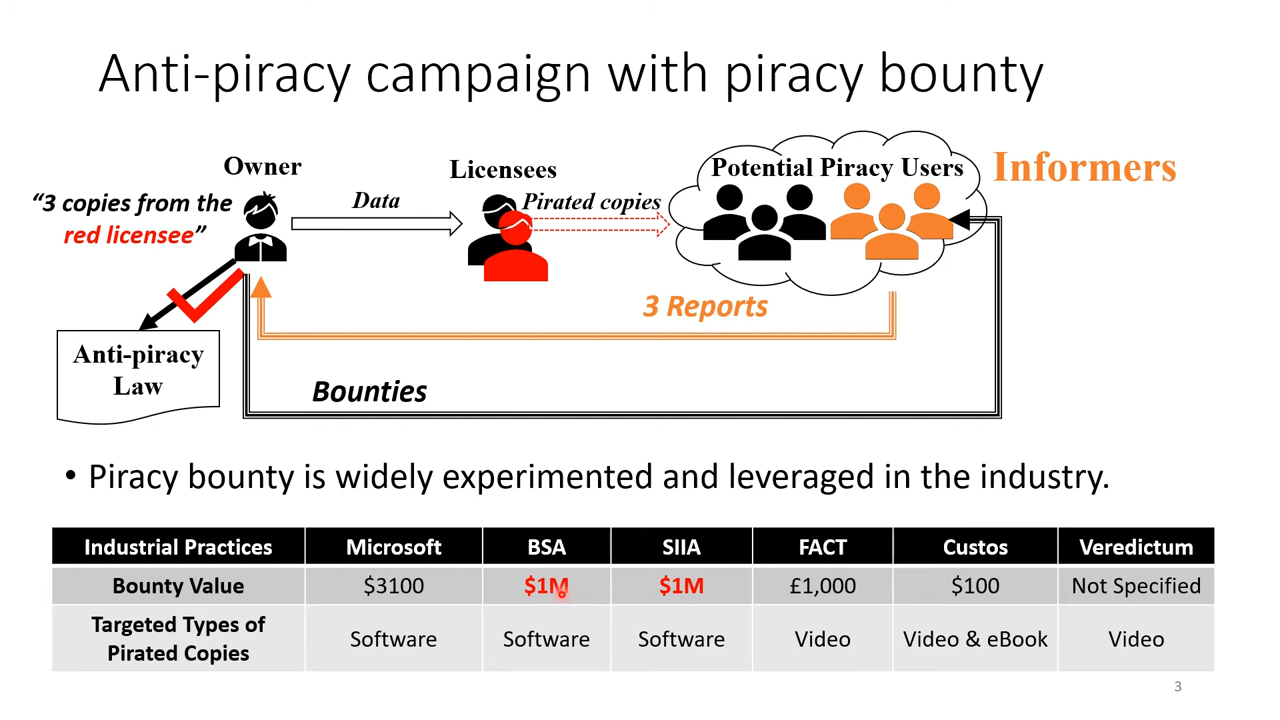 Anti-piracy campaign with piracy bounty
Owner
Licensees
Potential Piracy Users
Informers
“3 copies from the
red licensee”
Data
Pirated copies
3 Reports
Anti-piracy
Law
Bounties
• Piracy bounty is widely experimented and leveraged in the industry.
Industrial Practices Microsoft BSA SIIA FACT Custos Veredictum
Bounty Value $3100 $1M $1M £1,000 $100 Not Specified
Targeted Types of
Pirated Copies Software Software Software Video Video & eBook Video
3